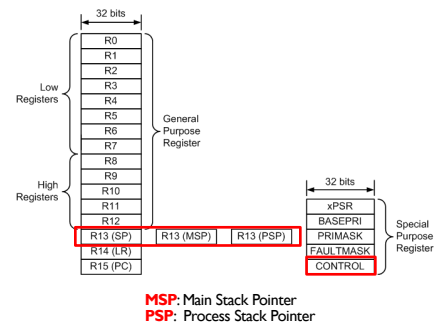 32 bits
R0
R1
R2
R3
R4
R5
R6
R7
R8
R9
R10
R11
R12
R13 (SP)
R13 (MSP)
R13 (PSP)
R14 (LR)
R15 (PC)
Low
Registers
High
Registers
General
Purpose
Register
32 bits
xPSR
BASEPRI
PRIMASK
FAULTMASK
CONTROL
Special
Purpose
Register
MSP: Main Stack Pointer
PSP: Process Stack Pointer